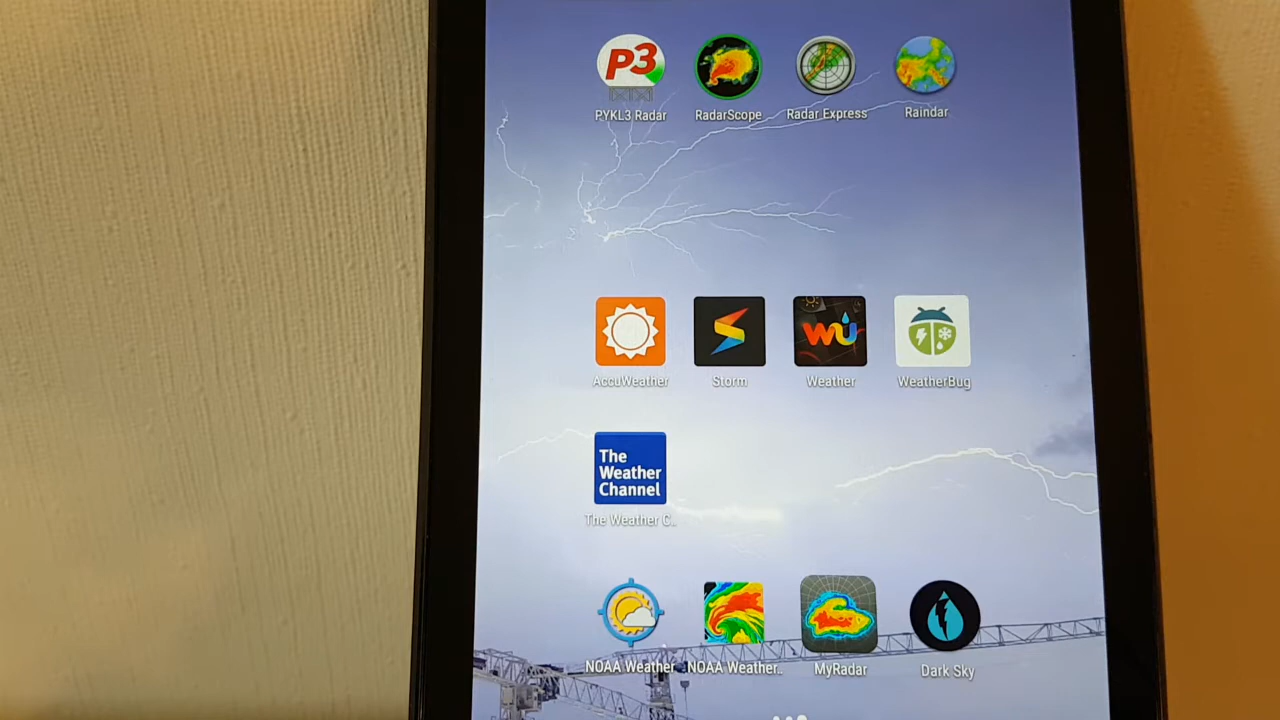 P3
PYKL3 Radar
RadarScope
Radar Express
Raindar
AccuWeather
Storm
wu
Weather
WeatherBug
The
Weather
Channel
The Weather C..
NOAA Weather..
NOAA Weather..
MyRadar
Dark Sky